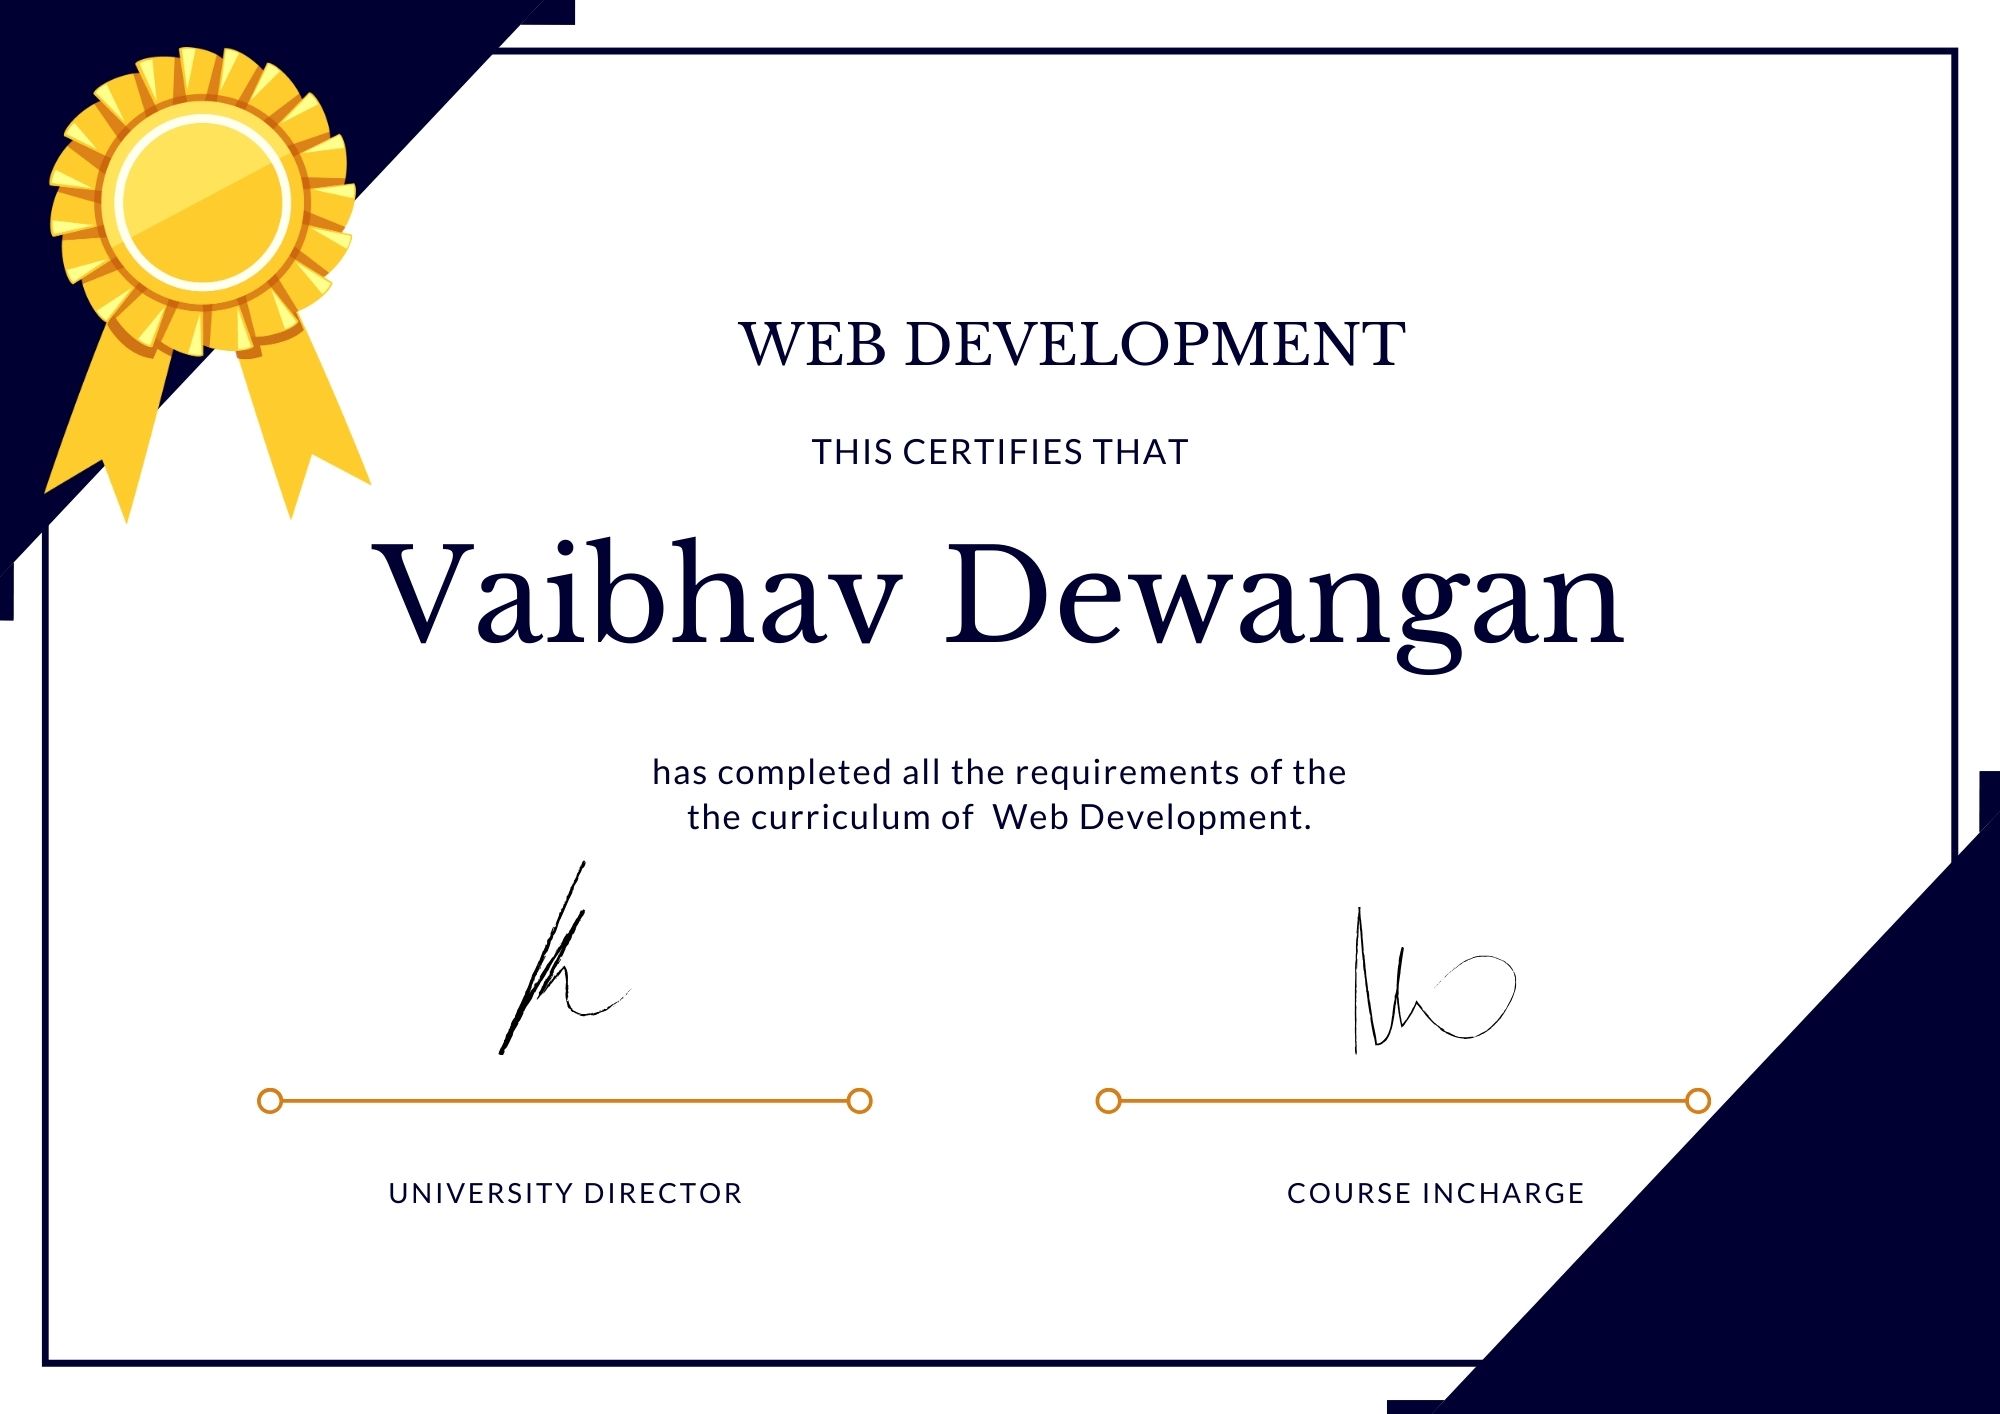 WEB DEVELOPMENT
THIS CERTIFIES THAT
Vaibhav Dewangan
has completed all the requirements of the
the curriculum of  Web Development.
UNIVERSITY DIRECTOR
COURSE INCHARGE